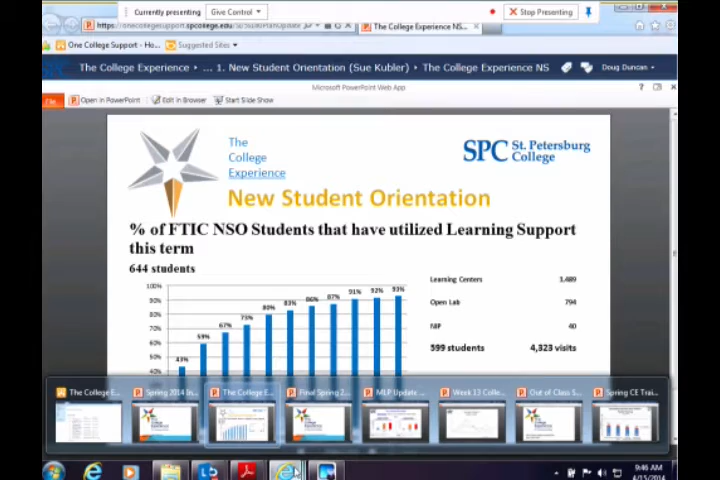 Currently presenting Give Control Stop Presenting
The College Experience NS...
One College Support - Ho... Suggested Sites
The College Experience ▸ ... 1. New Student Orientation (Sue Kubler) ▸ The College Experience NS Doug Duncan
Microsoft PowerPoint Web App
File Open in PowerPoint Edit in Browser Start Slide Show
The
College
Experience
SPC St. Petersburg
College
New Student Orientation
% of FTIC NSO Students that have utilized Learning Support
this term
644 students
Learning Centers 3,489
Open Lab 794
NIP 40
599 students 4,323 visits
100%
90%
80%
70%
60%
50%
40%
43%
59%
67%
73%
80%
83%
86%
87%
91%
92%
93%
The College E... Spring 2014 In... The College E... Final Spring 2... MLP Update ... Week 13 Colle... Out of Class S... Spring CE Trai...
9:46 AM
4/15/2014